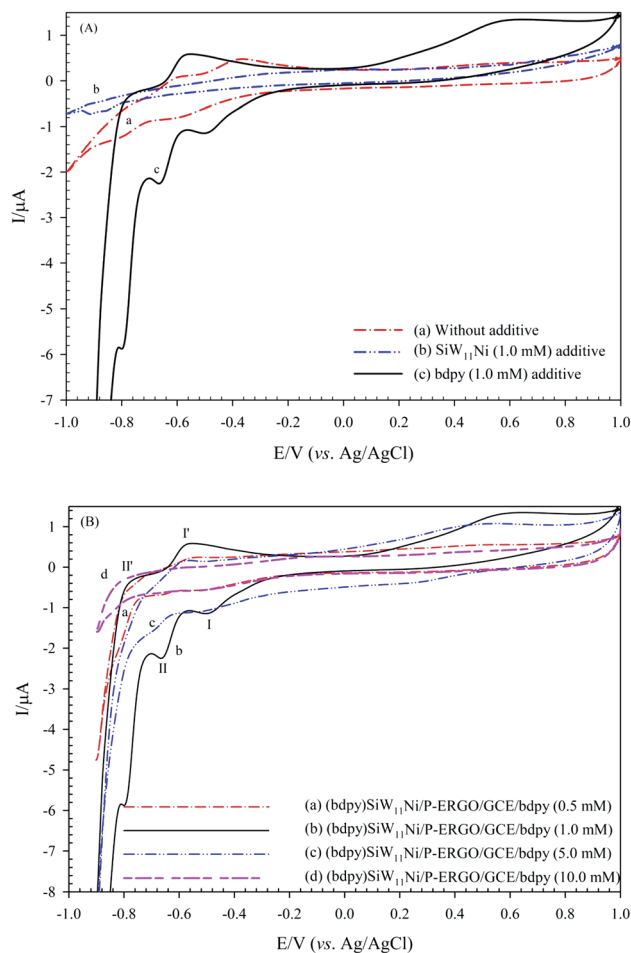 (A)
1
0
-1
-2
-3
-4
-5
-6
-7
I/µA
b
a
c
(a) Without additive
(b) SiW₁₁Ni (1.0 mM) additive
(c) bdpy (1.0 mM) additive
-1.0 -0.8 -0.6 -0.4 -0.2 0.0 0.2 0.4 0.6 0.8 1.0
E/V (vs. Ag/AgCl)
(B)
1
0
-1
-2
-3
-4
-5
-6
-7
-8
I/µA
I'
II'
d
a
I
c
b
II
(a) (bdpy)SiW₁₁Ni/P-ERGO/GCE/bdpy (0.5 mM)
(b) (bdpy)SiW₁₁Ni/P-ERGO/GCE/bdpy (1.0 mM)
(c) (bdpy)SiW₁₁Ni/P-ERGO/GCE/bdpy (5.0 mM)
(d) (bdpy)SiW₁₁Ni/P-ERGO/GCE/bdpy (10.0 mM)
-1.0 -0.8 -0.6 -0.4 -0.2 0.0 0.2 0.4 0.6 0.8 1.0
E/V (vs. Ag/AgCl)